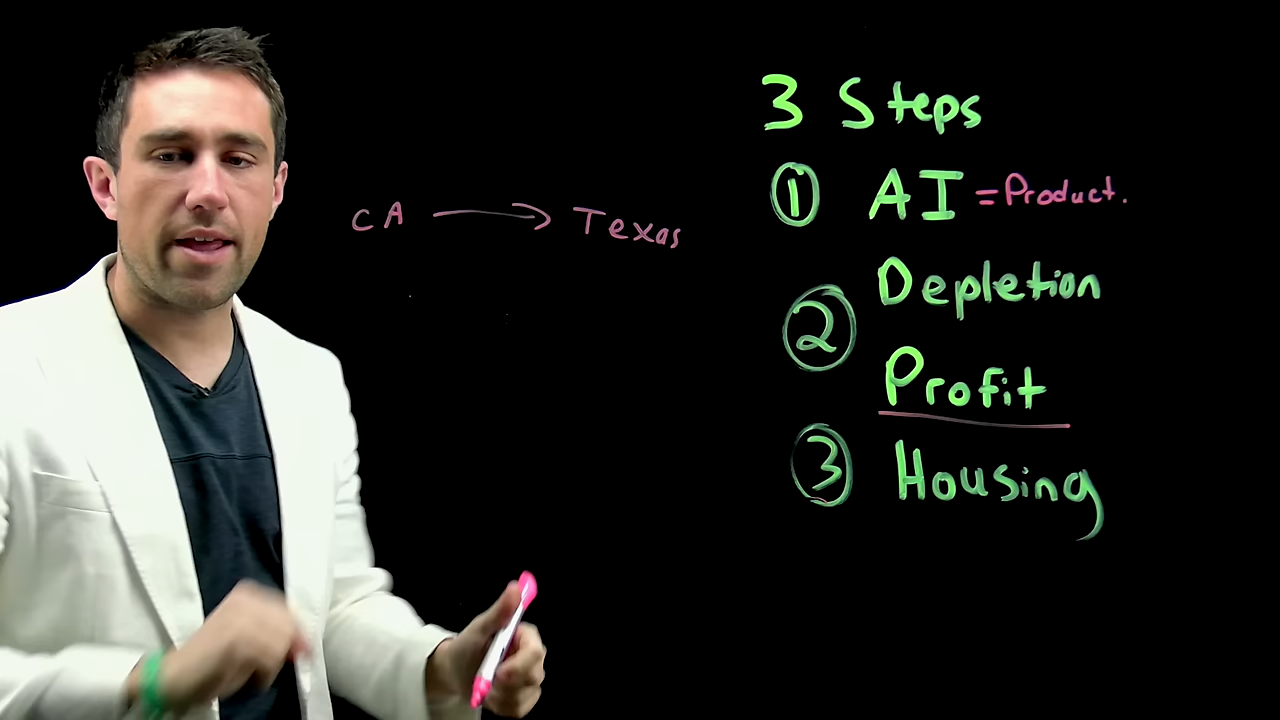 3 Steps
① AI = Product.
CA → Texas
Depletion
②
Profit
③ Housing